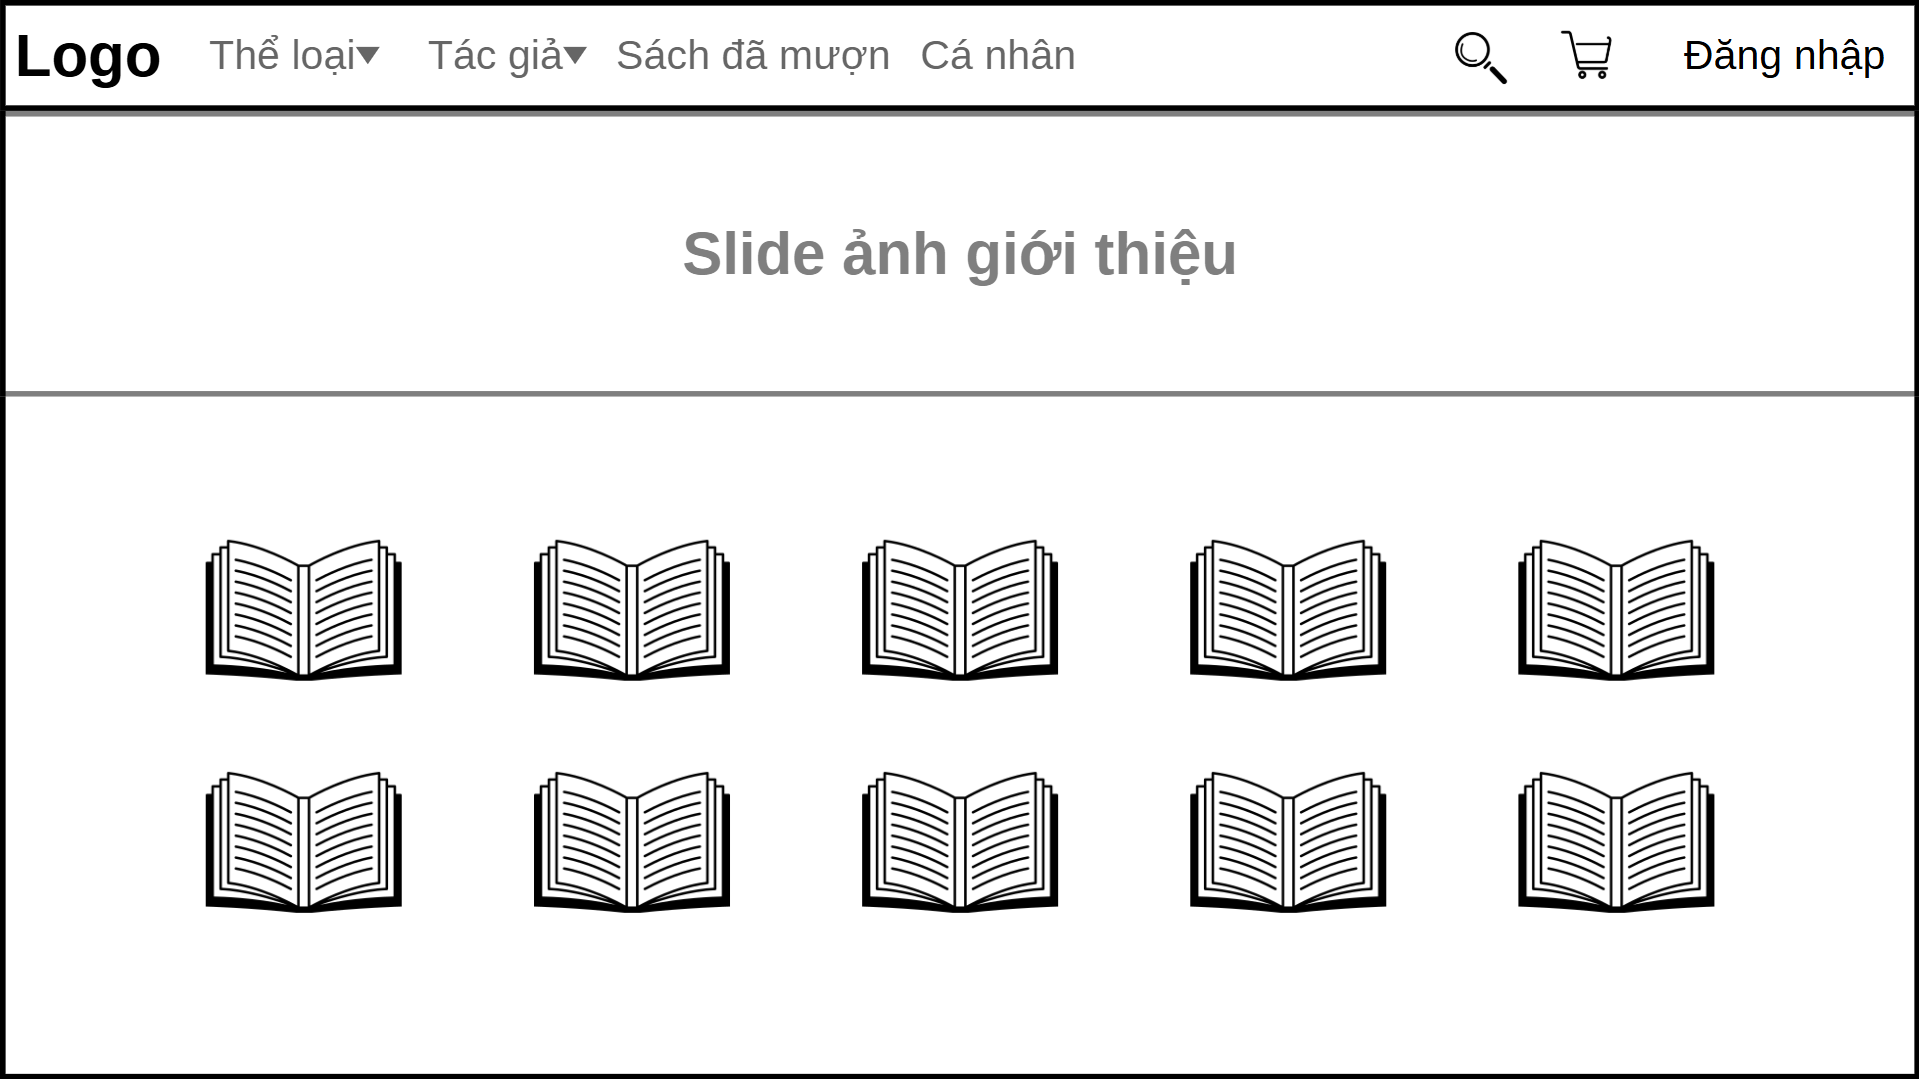 Logo Thể loại Tác giả Sách đã mượn Cá nhân Đăng nhập
Slide ảnh giới thiệu